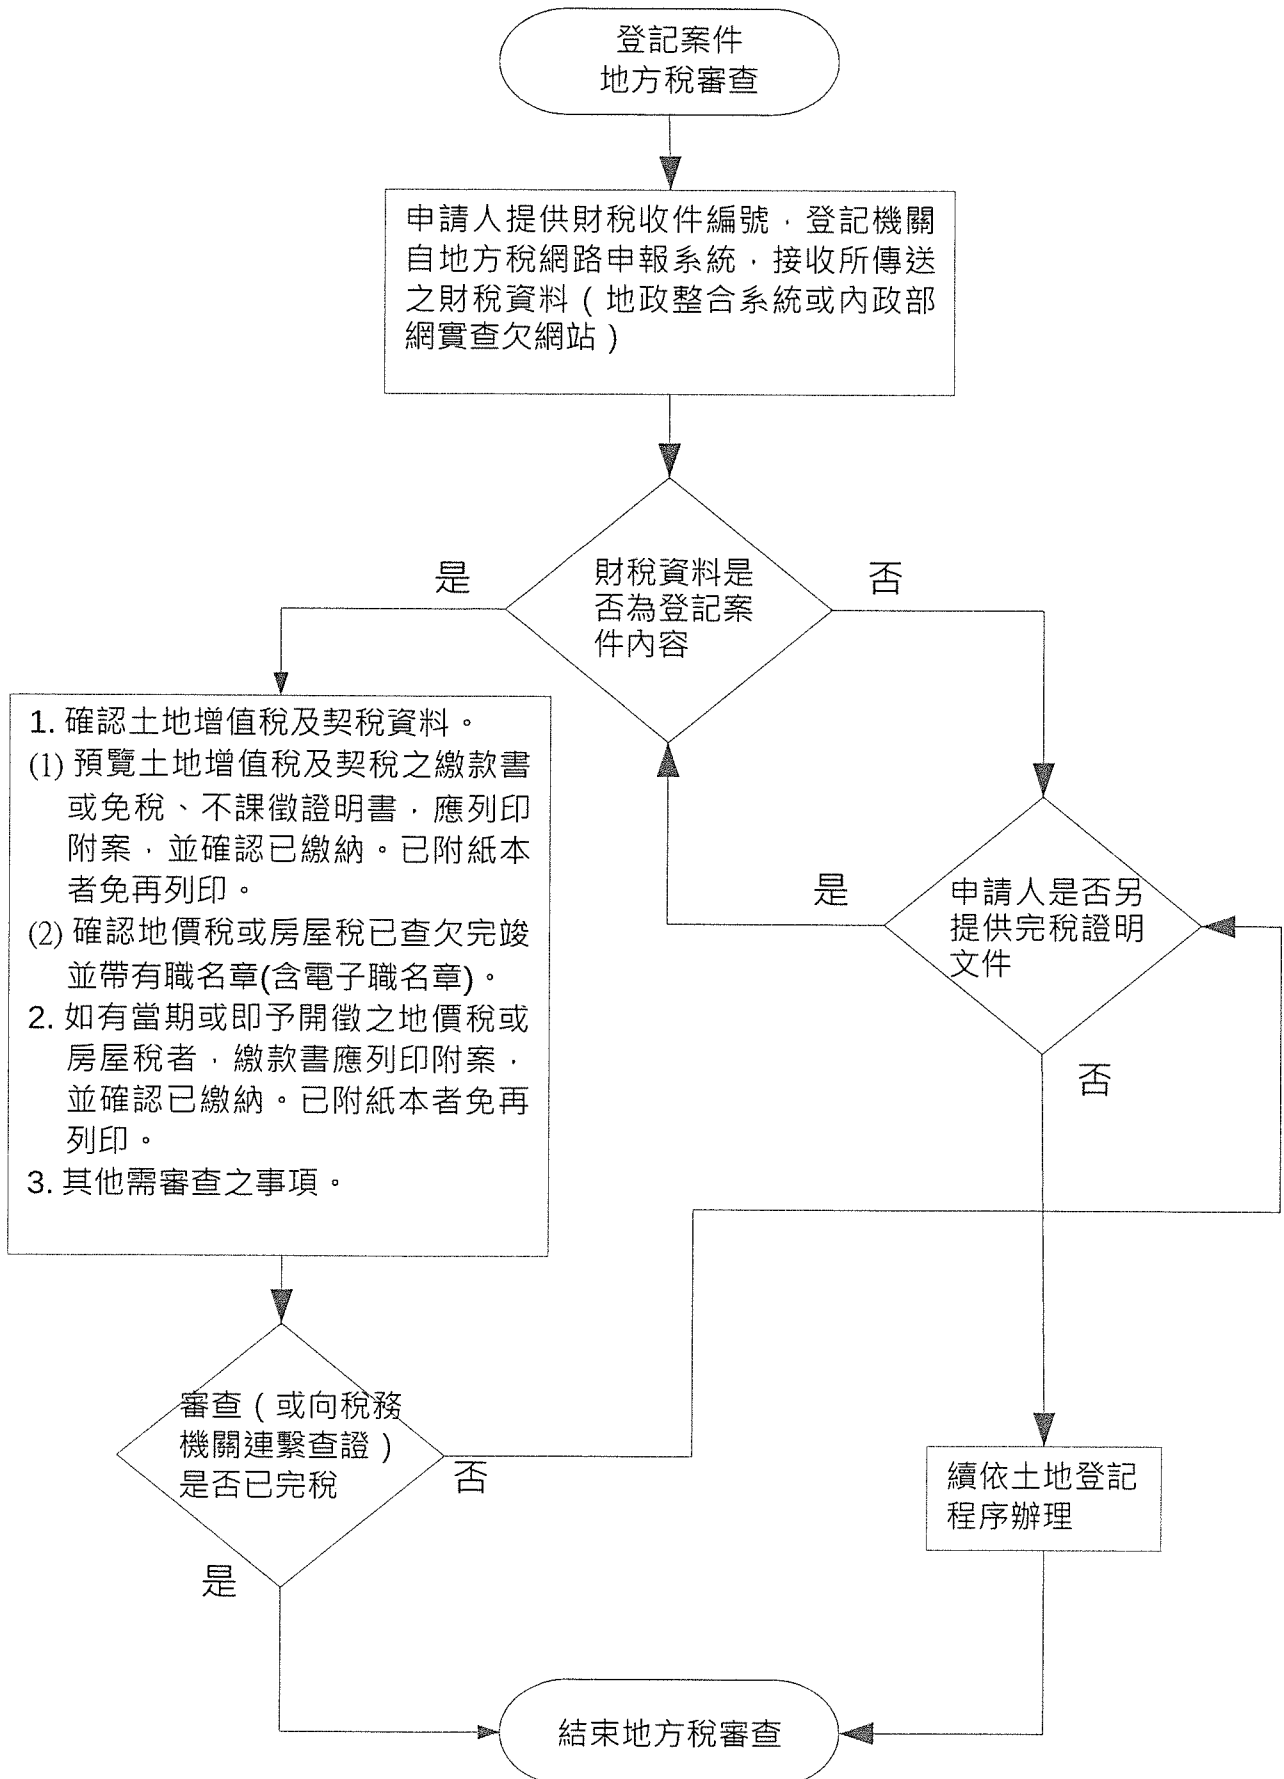 登記案件
地方稅審查
申請人提供財稅收件編號，登記機關
自地方稅網路申報系統，接收所傳送
之財稅資料（地政整合系統或內政部
網實查欠網站）
是
財稅資料是
否為登記案
件內容
否
1. 確認土地增值稅及契稅資料。
(1) 預覽土地增值稅及契稅之繳款書
或免稅、不課徵證明書，應列印
附案，並確認已繳納。已附紙本
者免再列印。
(2) 確認地價稅或房屋稅已查欠完竣
並帶有職名章(含電子職名章)。
2. 如有當期或即予開徵之地價稅或
房屋稅者，繳款書應列印附案，
並確認已繳納。已附紙本者免再
列印。
3. 其他需審查之事項。
是
申請人是否另
提供完稅證明
文件
否
審查（或向稅務
機關連繫查證）
是否已完稅
否
是
續依土地登記
程序辦理
結束地方稅審查